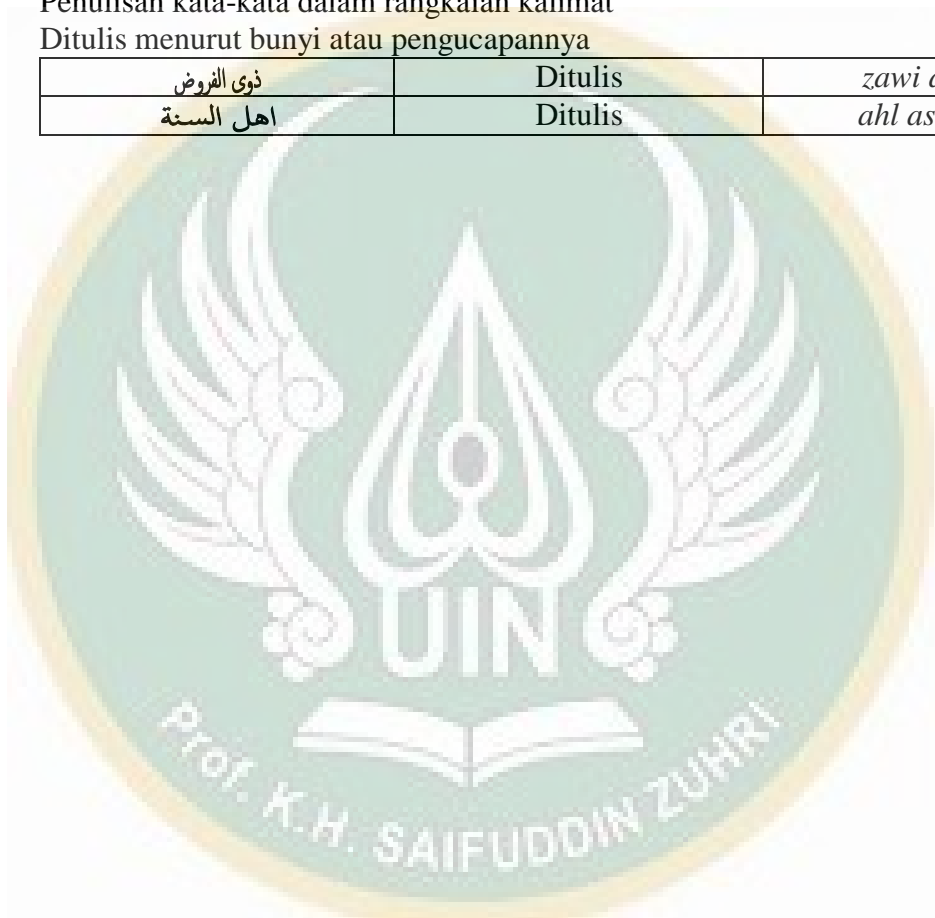 Penulisan kata-kata dalam rangkaian kalimat
Ditulis menurut bunyi atau pengucapannya
ذوى الفروض Ditulis zawi
اهل السنة Ditulis ahl as
UIN
Prof. K.H. SAIFUDDIN ZUHRI